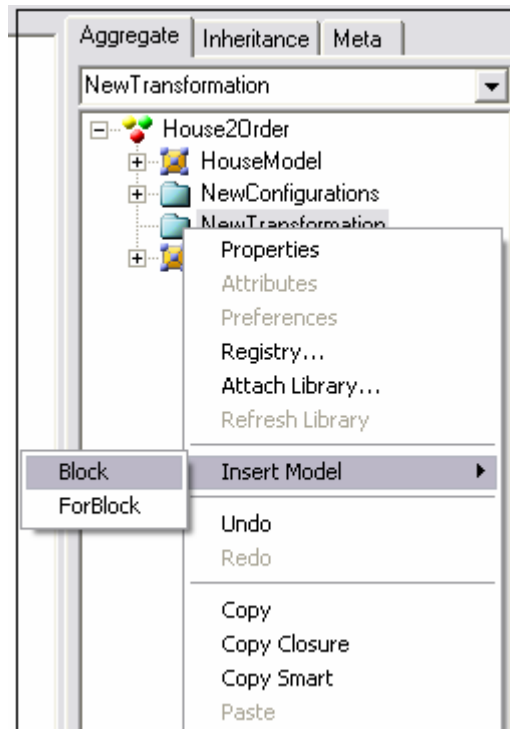 Aggregate Inheritance Meta
NewTransformation
House2Order
HouseModel
NewConfigurations
NewTransformation
Properties
Attributes
Preferences
Registry...
Attach Library...
Refresh Library
Block Insert Model
ForBlock
Undo
Redo
Copy
Copy Closure
Copy Smart
Paste